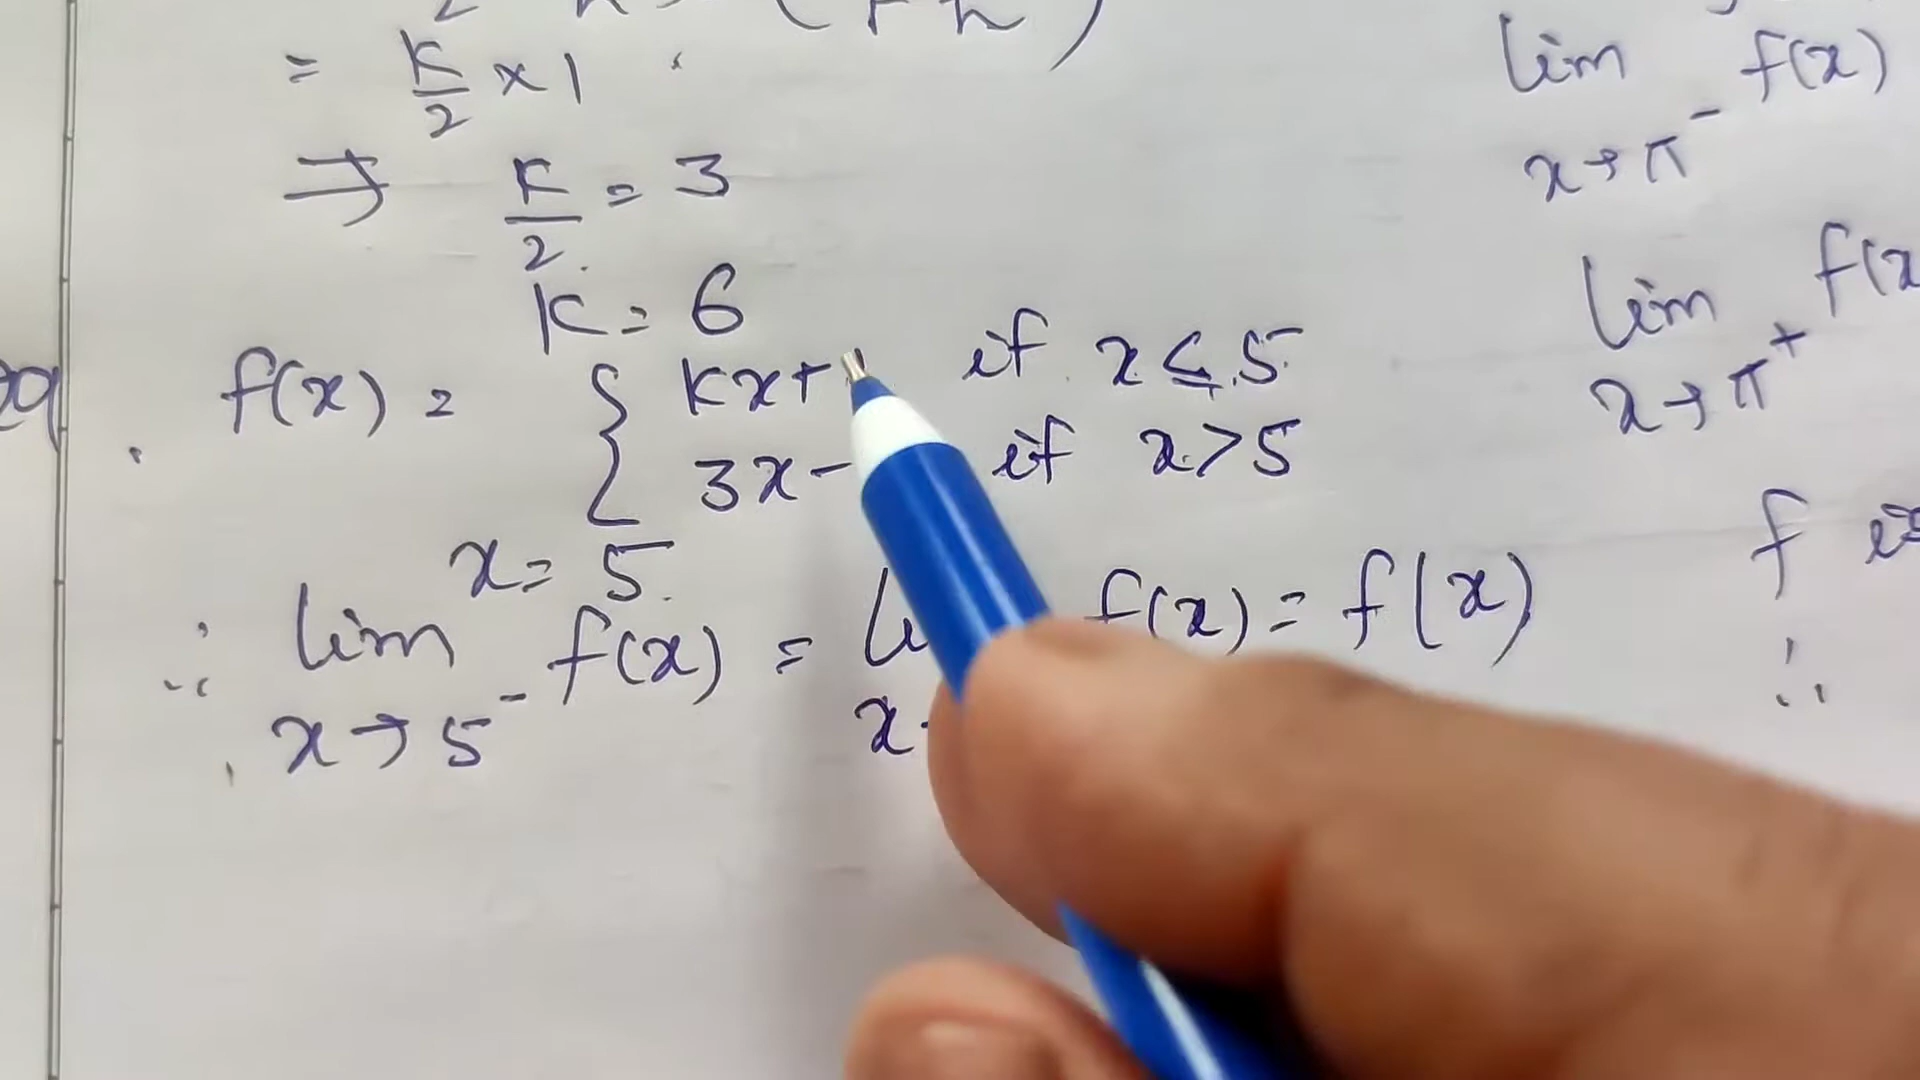 = K/2 × 1
⇒ K/2 = 3
K = 6
f(x) = { Kx+ if x ≤ 5
3x- if x > 5
x = 5
∴ lim x→5⁻ f(x) = f(x) = f(x)
lim x→π⁻ f(x)
lim x→π⁺ f(x
f
∴